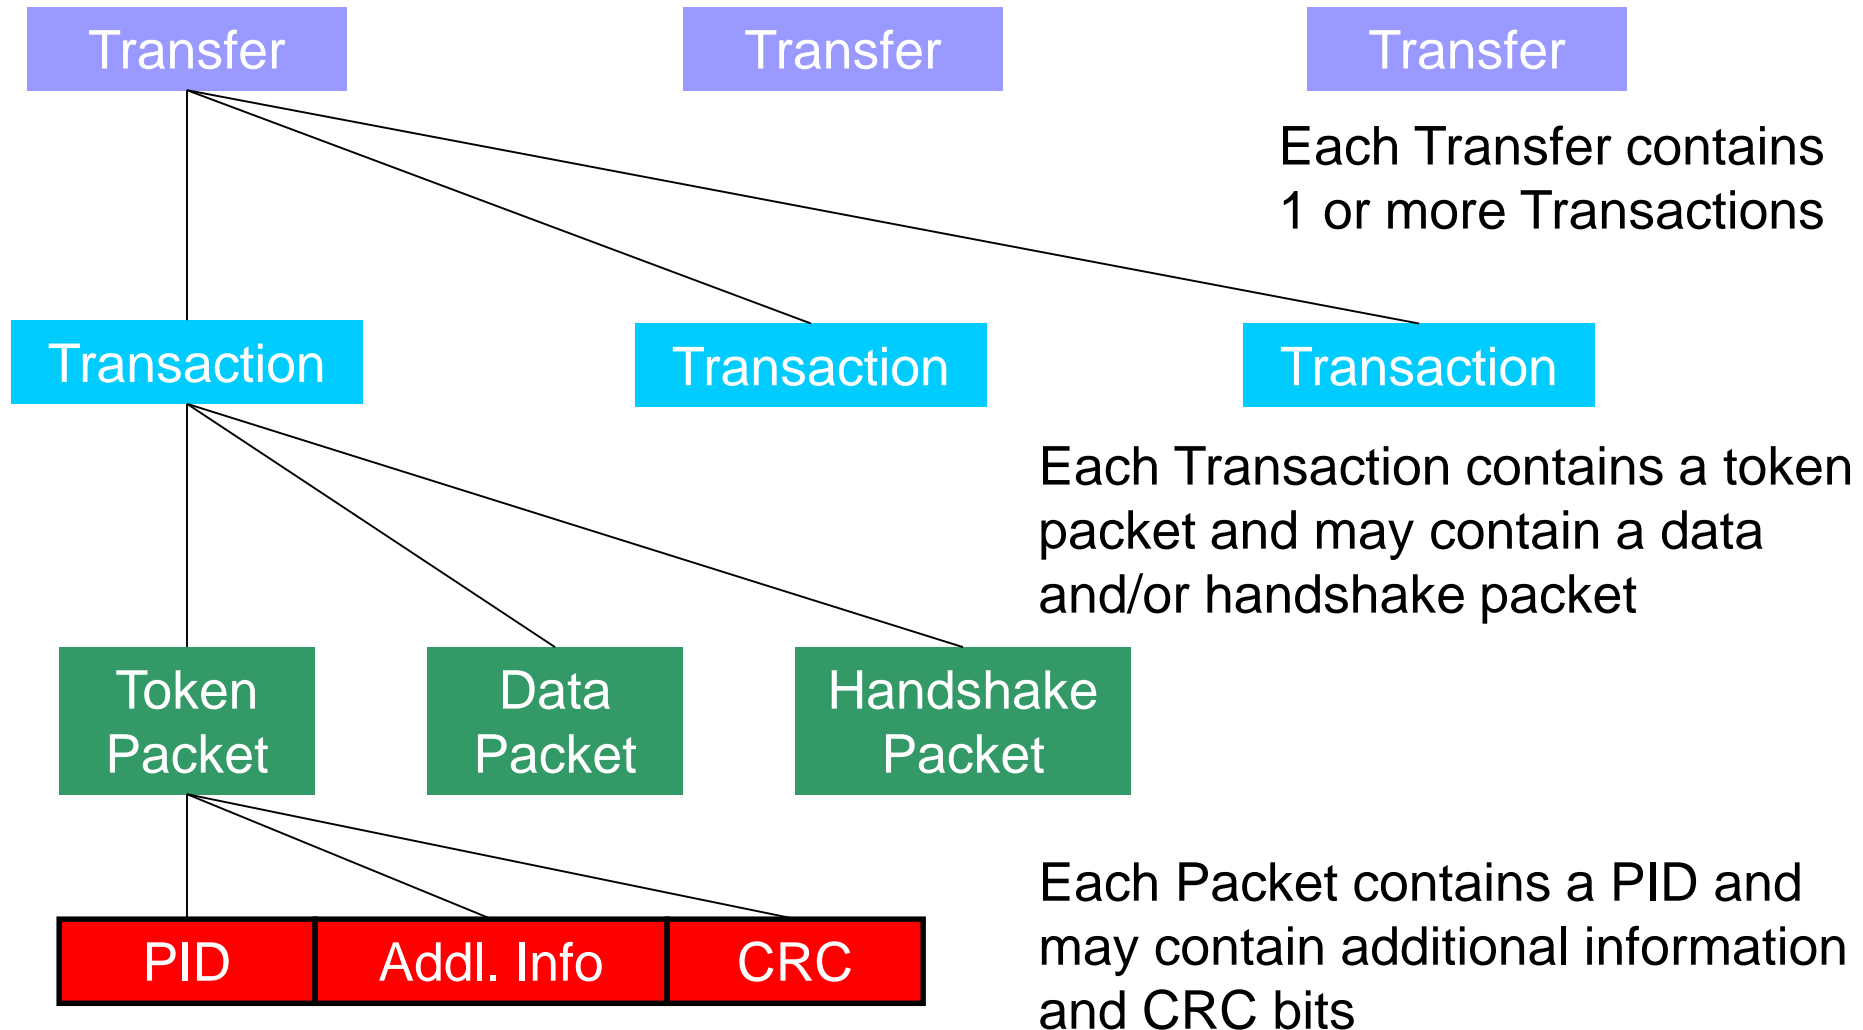 Transfer
Transfer
Transfer
Each Transfer contains
1 or more Transactions
Transaction
Transaction
Transaction
Each Transaction contains a token
packet and may contain a data
and/or handshake packet
Token
Packet
Data
Packet
Handshake
Packet
PID
Addl. Info
CRC
Each Packet contains a PID and
may contain additional information
and CRC bits